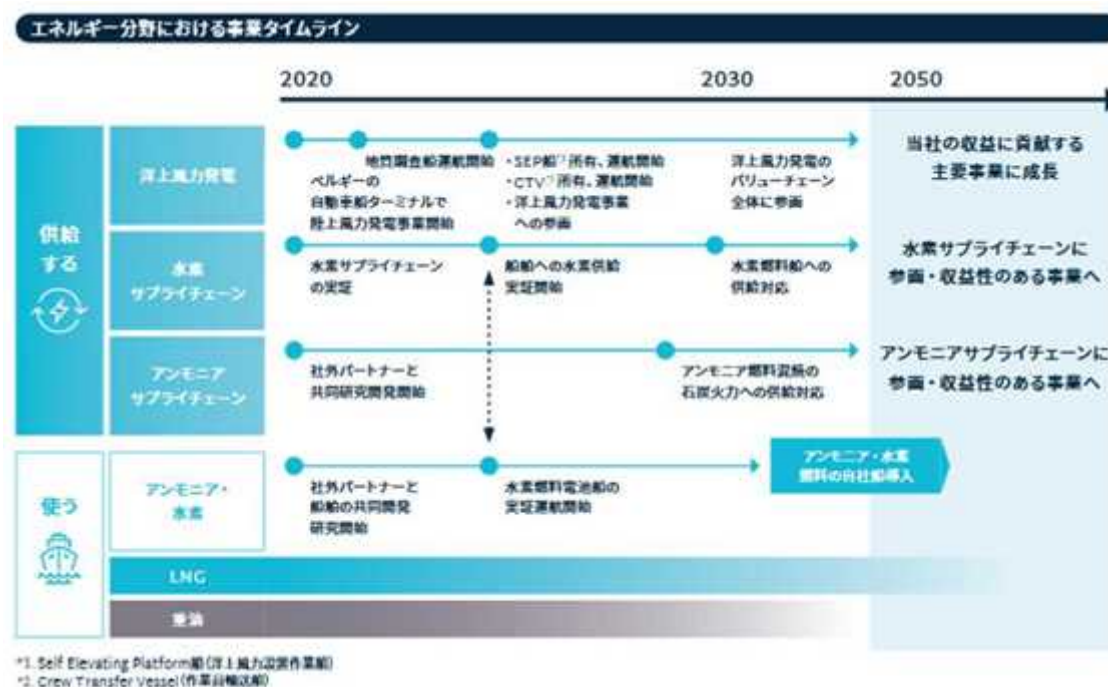 エネルギー分野における事業タイムライン
2020
2030
2050
供給
する
洋上風力発電
地質調査船運航開始
ベルギーの
自動車船ターミナルで
陸上風力発電事業開始
・SEP船*1所有、運航開始
・CTV*2所有、運航開始
・洋上風力発電事業
への参画
洋上風力発電の
バリューチェーン
全体に参画
当社の収益に貢献する
主要事業に成長
水素
サプライチェーン
水素サプライチェーン
の実証
船舶への水素供給
実証開始
水素燃料船への
供給対応
水素サプライチェーンに
参画・収益性のある事業へ
アンモニア
サプライチェーン
社外パートナーと
共同研究開発開始
アンモニア燃料混焼の
石炭火力への供給対応
アンモニアサプライチェーンに
参画・収益性のある事業へ
使う
アンモニア・
水素
社外パートナーと
船舶の共同開発
研究開始
水素燃料電池船の
実証運航開始
アンモニア・水素
燃料の自社船導入
LNG
重油
*1. Self Elevating Platform船(洋上風力設置作業船)
*2. Crew Transfer Vessel(作業員輸送船)